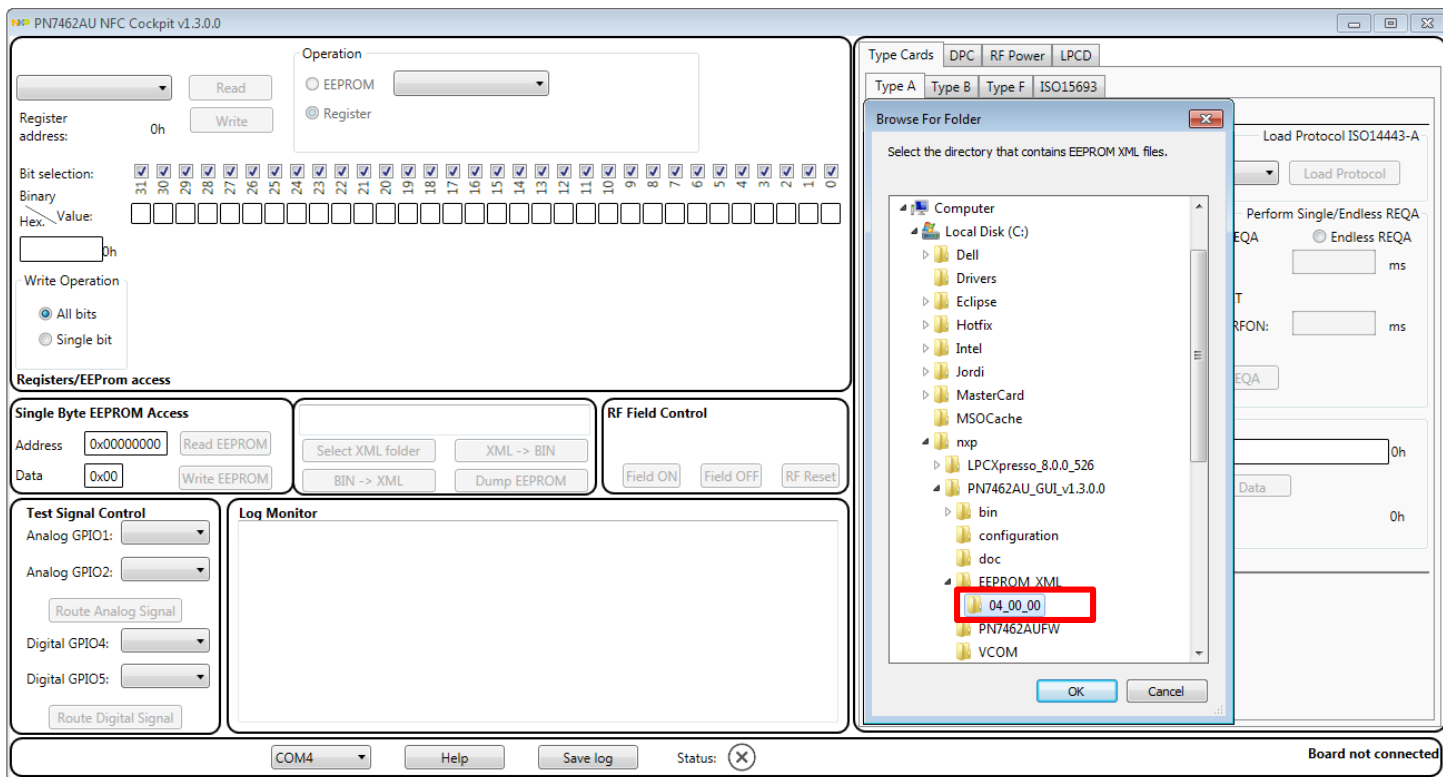 NXP PN7462AU NFC Cockpit v1.3.0.0
Operation
EEPROM
Register
Read
Write
Register
address:
0h
Bit selection:
31 30 29 28 27 26 25 24 23 22 21 20 19 18 17 16 15 14 13 12 11 10 9 8 7 6 5 4 3 2 1 0
Binary
Value:
Hex.
0h
Write Operation
All bits
Single bit
Registers/EEProm access
Single Byte EEPROM Access
Address 0x00000000 Read EEPROM
Data 0x00 Write EEPROM
Select XML folder XML -> BIN
BIN -> XML Dump EEPROM
RF Field Control
Field ON Field OFF RF Reset
Test Signal Control
Analog GPIO1:
Analog GPIO2:
Route Analog Signal
Digital GPIO4:
Digital GPIO5:
Route Digital Signal
Log Monitor
Type Cards DPC RF Power LPCD
Type A Type B Type F ISO15693
Browse For Folder
Select the directory that contains EEPROM XML files.
Computer
Local Disk (C:)
Dell
Drivers
Eclipse
Hotfix
Intel
Jordi
MasterCard
MSOCache
nxp
LPCXpresso_8.0.0_526
PN7462AU_GUI_v1.3.0.0
bin
configuration
doc
EEPROM_XML
04_00_00
PN7462AUFW
VCOM
OK Cancel
Load Protocol ISO14443-A
Load Protocol
Perform Single/Endless REQA
EQA Endless REQA
ms
T
RFON: ms
EQA
0h
Data
0h
COM4 Help Save log Status: Board not connected